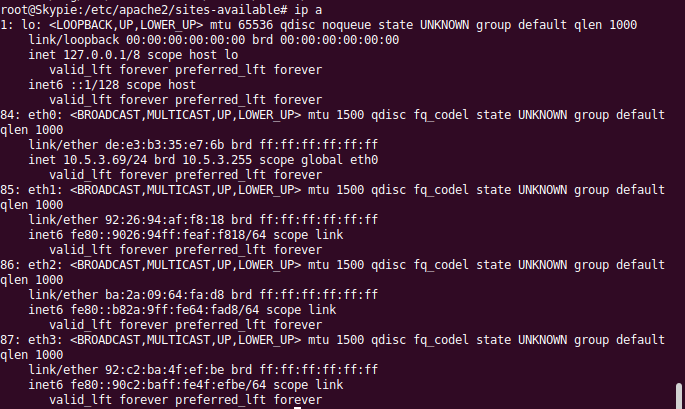 root@Skypie:/etc/apache2/sites-available# ip a
1: lo: <LOOPBACK,UP,LOWER_UP> mtu 65536 qdisc noqueue state UNKNOWN group default qlen 1000
    link/loopback 00:00:00:00:00:00 brd 00:00:00:00:00:00
    inet 127.0.0.1/8 scope host lo
       valid_lft forever preferred_lft forever
    inet6 ::1/128 scope host
       valid_lft forever preferred_lft forever
84: eth0: <BROADCAST,MULTICAST,UP,LOWER_UP> mtu 1500 qdisc fq_codel state UNKNOWN group default
qlen 1000
    link/ether de:e3:b3:35:e7:6b brd ff:ff:ff:ff:ff:ff
    inet 10.5.3.69/24 brd 10.5.3.255 scope global eth0
       valid_lft forever preferred_lft forever
85: eth1: <BROADCAST,MULTICAST,UP,LOWER_UP> mtu 1500 qdisc fq_codel state UNKNOWN group default
qlen 1000
    link/ether 92:26:94:af:f8:18 brd ff:ff:ff:ff:ff:ff
    inet6 fe80::9026:94ff:feaf:f818/64 scope link
       valid_lft forever preferred_lft forever
86: eth2: <BROADCAST,MULTICAST,UP,LOWER_UP> mtu 1500 qdisc fq_codel state UNKNOWN group default
qlen 1000
    link/ether ba:2a:09:64:fa:d8 brd ff:ff:ff:ff:ff:ff
    inet6 fe80::b82a:9ff:fe64:fad8/64 scope link
       valid_lft forever preferred_lft forever
87: eth3: <BROADCAST,MULTICAST,UP,LOWER_UP> mtu 1500 qdisc fq_codel state UNKNOWN group default
qlen 1000
    link/ether 92:c2:ba:4f:ef:be brd ff:ff:ff:ff:ff:ff
    inet6 fe80::90c2:baff:fe4f:efbe/64 scope link
       valid_lft forever preferred_lft forever